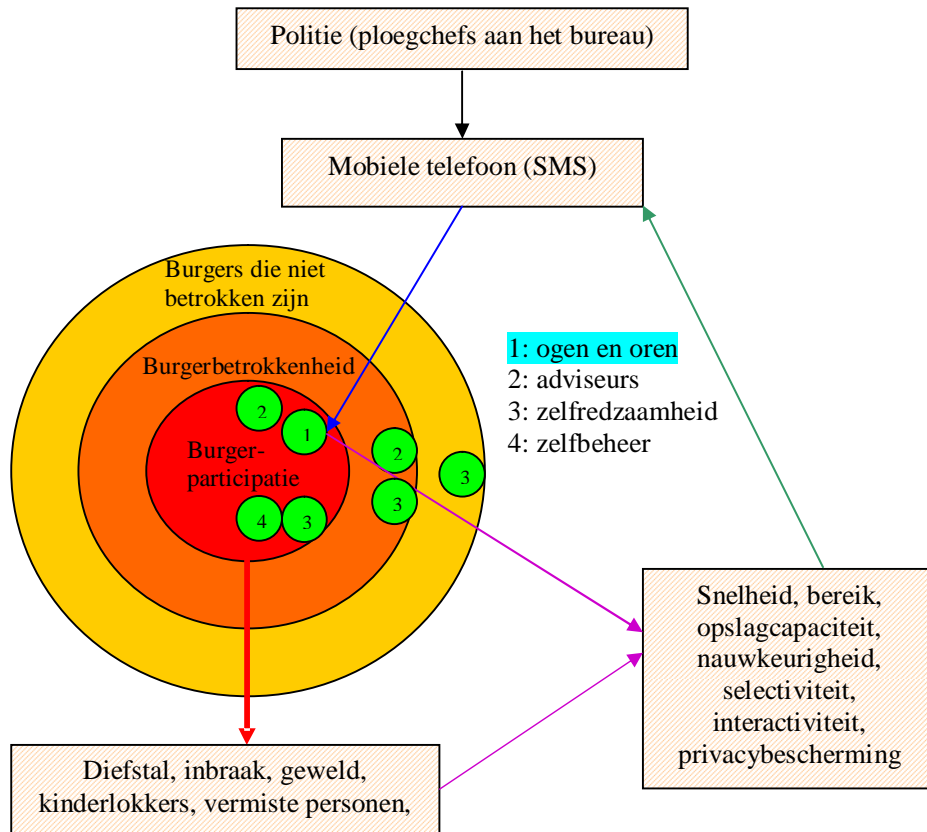 Politie (ploegchefs aan het bureau)
Mobiele telefoon (SMS)
Burgers die niet
betrokken zijn
Burgerbetrokkenheid
2
1
Burger-
participatie
2
3
3
4
3
1: ogen en oren
2: adviseurs
3: zelfredzaamheid
4: zelfbeheer
Snelheid, bereik,
opslagcapaciteit,
nauwkeurigheid,
selectiviteit,
interactiviteit,
privacybescherming
Diefstal, inbraak, geweld,
kinderlokkers, vermiste personen,